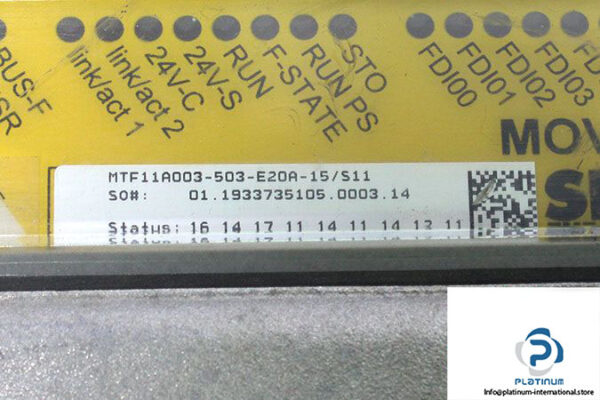 BUS-F
SR
link/act 1
link/act 2
24V-C
24V-S
RUN
F-STATE
RUN PS
STO
FDI00
FDI01
FDI02
FDI03
MOV
MTF11A003-503-E20A-15/S11
SO#: 01.1933735105.0003.14
Status: 16 14 17 11 14 11 14 13 11
PLATINUM
Info@platinum-international.store